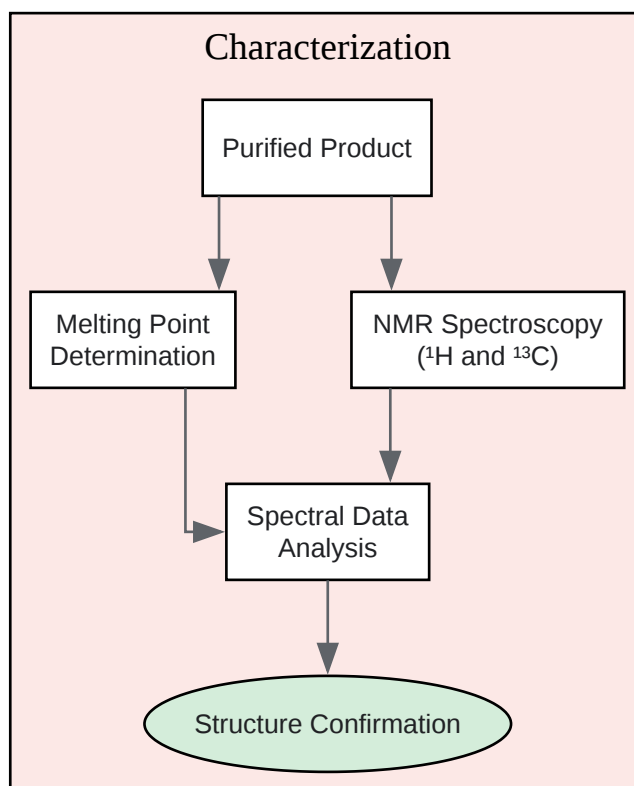 Characterization
Purified Product
Melting Point
Determination
NMR Spectroscopy
(¹H and ¹³C)
Spectral Data
Analysis
Structure Confirmation